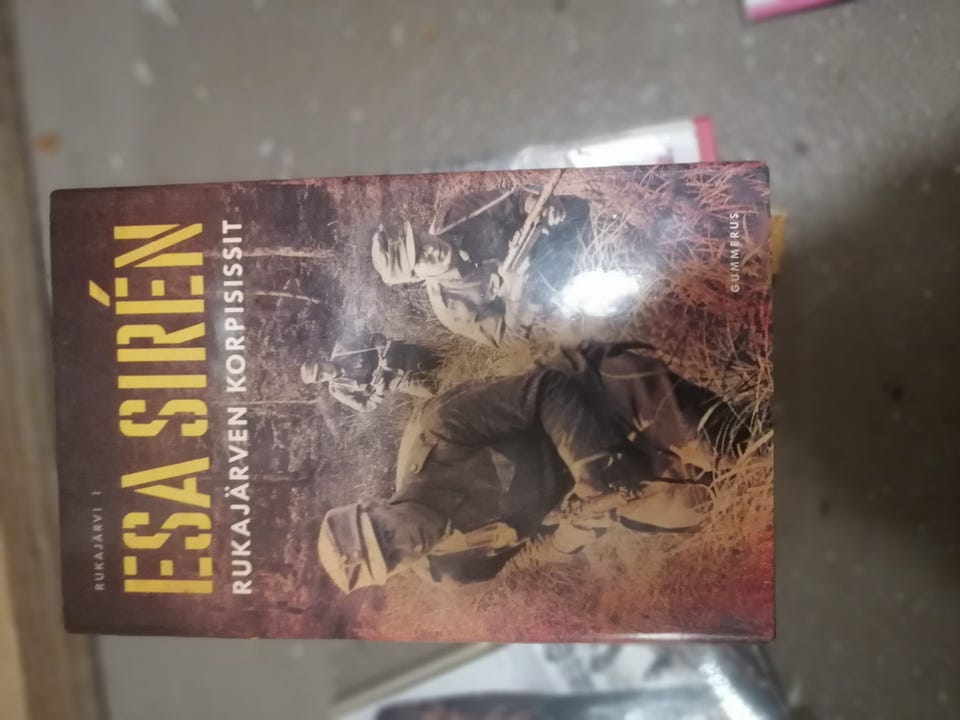 RUKAJÄRVI I
ESA SIRÉN
RUKAJÄRVEN KORPISISSIT
GUMMERUS